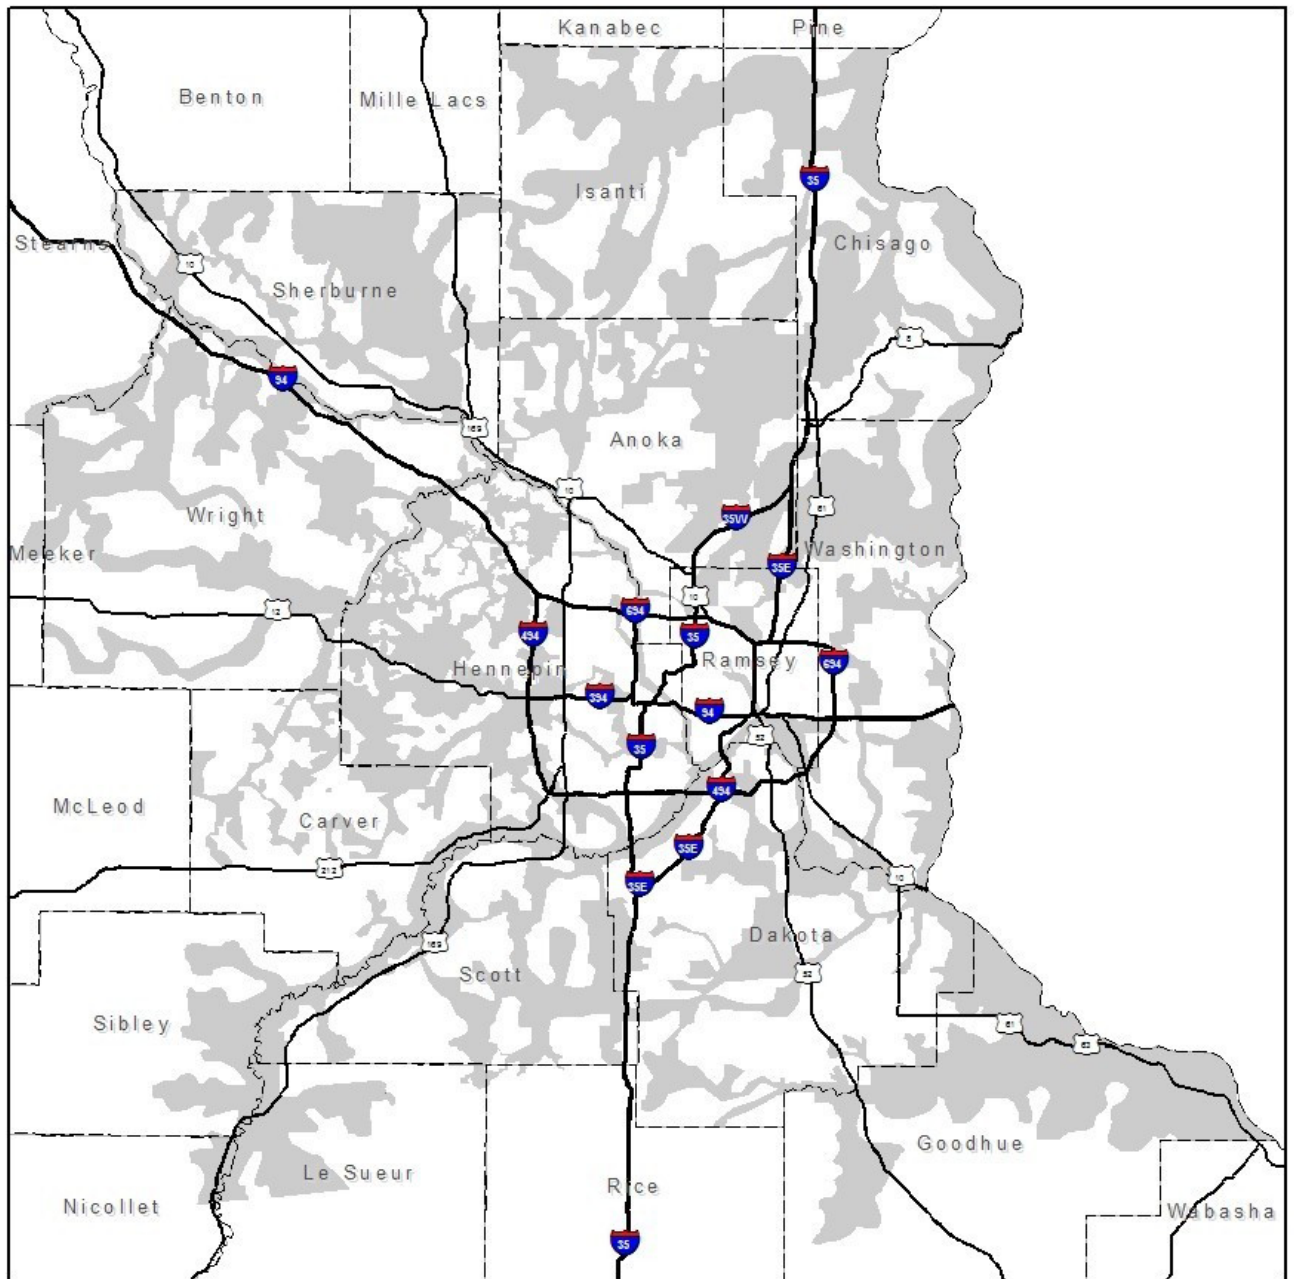 Kanabec
Pine
Benton
Mille Lacs
35
Isanti
Stearns
Chisago
10
Sherburne
8
94
169
Anoka
10
35W
61
Wright
Meeker
Washington
35E
10
12
694
494
35
Hennepin
Ramsey
694
394
94
35
52
494
McLeod
Carver
35E
212
10
35E
Dakota
169
Scott
52
Sibley
61
63
Goodhue
Le Sueur
Rice
Nicollet
Wabasha
35